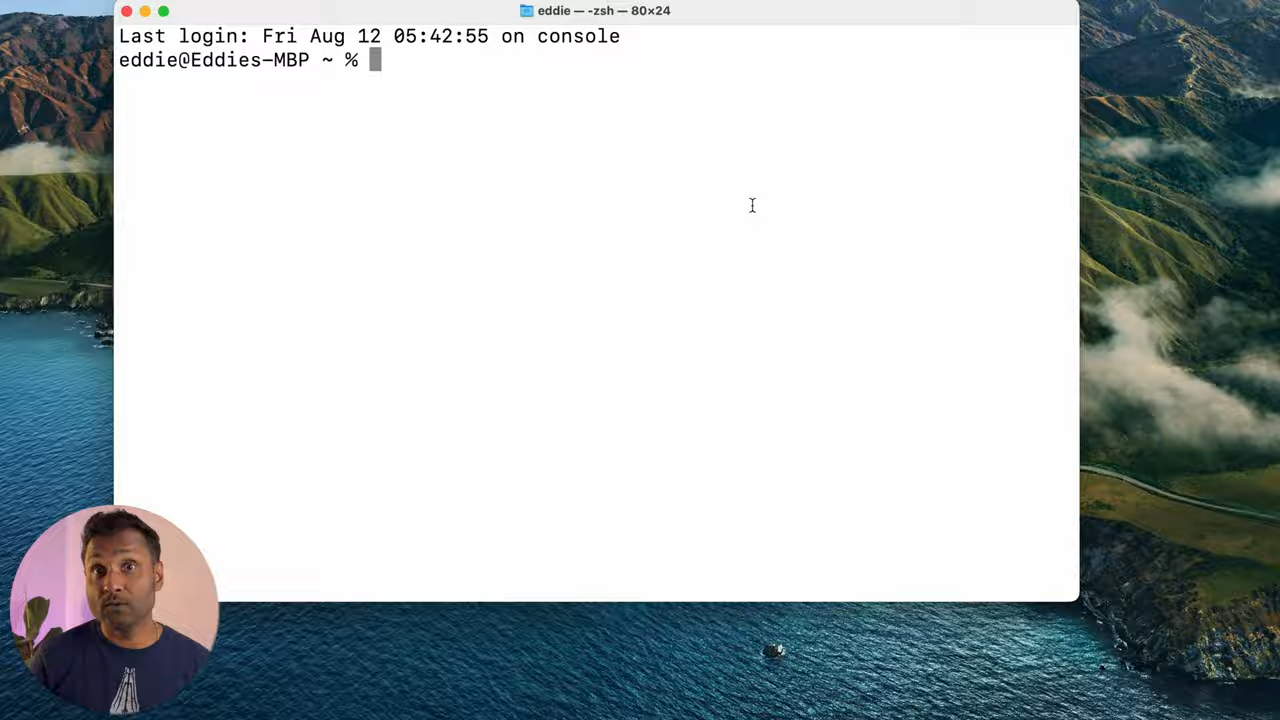 eddie — -zsh — 80×24
Last login: Fri Aug 12 05:42:55 on console
eddie@Eddies-MBP ~ %